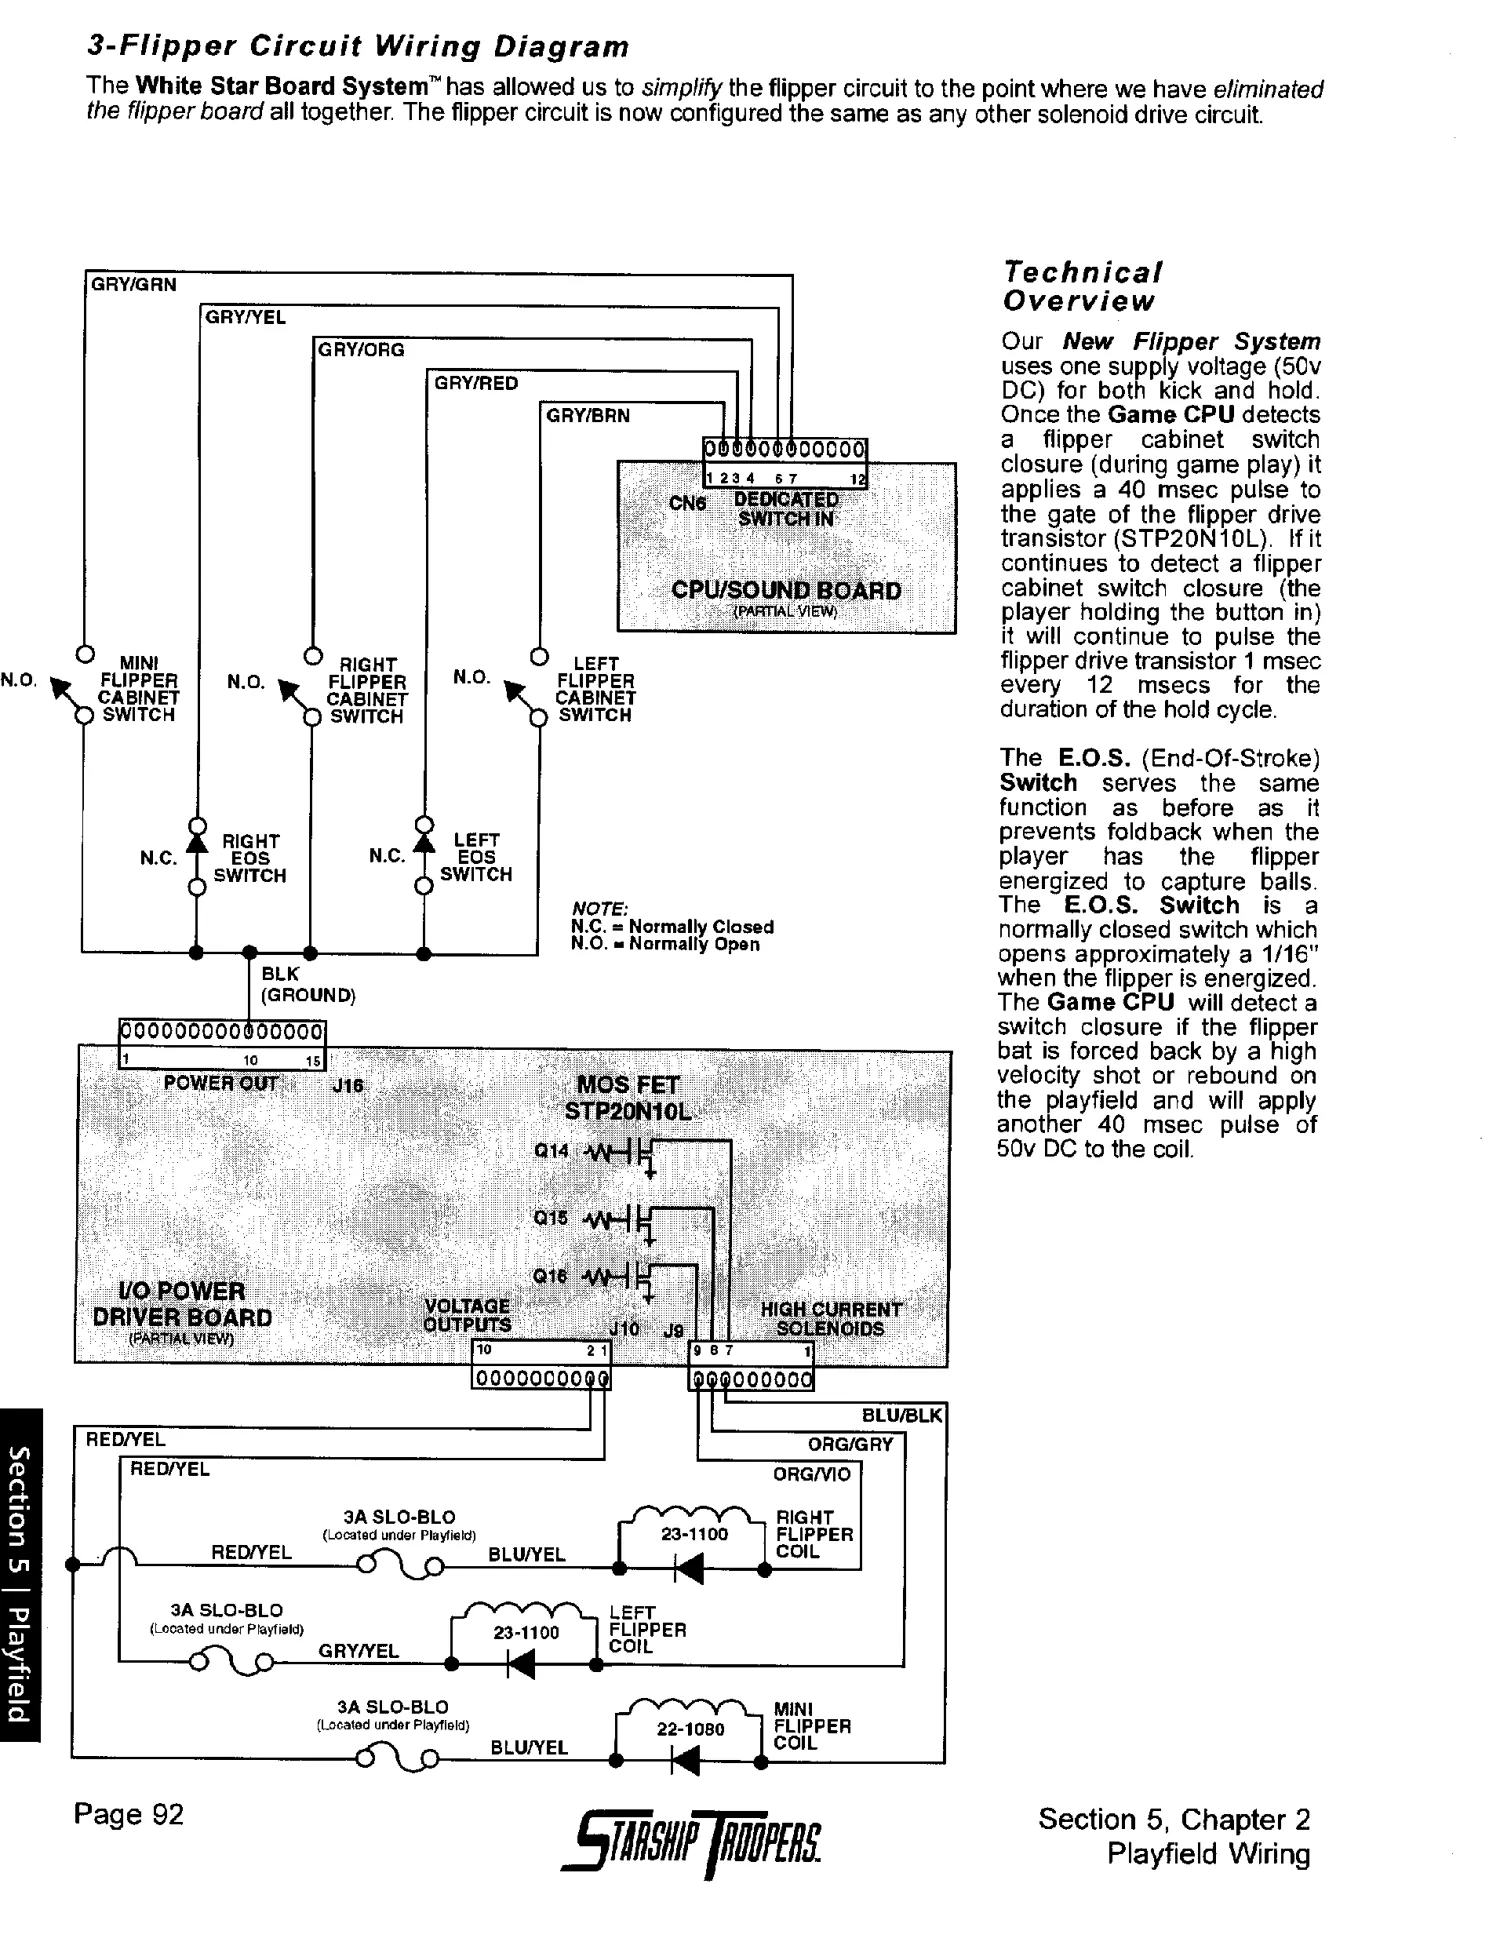 3-Flipper Circuit Wiring Diagram
The White Star Board System™ has allowed us to simplify the flipper circuit to the point where we have eliminated
the flipper board all together. The flipper circuit is now configured the same as any other solenoid drive circuit.
GRY/GRN
GRY/YEL
GRY/ORG
GRY/RED
GRY/BRN
1 2 3 4 6 7 12
CN6 DEDICATED
SWITCH IN
CPU/SOUND BOARD
(PARTIAL VIEW)
N.O.
MINI
FLIPPER
CABINET
SWITCH
N.O.
RIGHT
FLIPPER
CABINET
SWITCH
N.O.
LEFT
FLIPPER
CABINET
SWITCH
N.C.
RIGHT
EOS
SWITCH
N.C.
LEFT
EOS
SWITCH
NOTE:
N.C. = Normally Closed
N.O. = Normally Open
BLK
(GROUND)
1 10 15
POWER OUT J16
MOS FET
STP20N10L
Q14
Q15
Q16
I/O POWER
DRIVER BOARD
(PARTIAL VIEW)
VOLTAGE
OUTPUTS
J10 J9
HIGH CURRENT
SOLENOIDS
10 2 1
9 8 7 1
BLU/BLK
RED/YEL
ORG/GRY
RED/YEL
ORG/VIO
3A SLO-BLO
(Located under Playfield)
RED/YEL
BLU/YEL
23-1100
RIGHT
FLIPPER
COIL
3A SLO-BLO
(Located under Playfield)
GRY/YEL
23-1100
LEFT
FLIPPER
COIL
3A SLO-BLO
(Located under Playfield)
BLU/YEL
22-1080
MINI
FLIPPER
COIL
Technical
Overview
Our New Flipper System
uses one supply voltage (50v
DC) for both kick and hold.
Once the Game CPU detects
a flipper cabinet switch
closure (during game play) it
applies a 40 msec pulse to
the gate of the flipper drive
transistor (STP20N10L). If it
continues to detect a flipper
cabinet switch closure (the
player holding the button in)
it will continue to pulse the
flipper drive transistor 1 msec
every 12 msecs for the
duration of the hold cycle.
The E.O.S. (End-Of-Stroke)
Switch serves the same
function as before as it
prevents foldback when the
player has the flipper
energized to capture balls.
The E.O.S. Switch is a
normally closed switch which
opens approximately a 1/16"
when the flipper is energized.
The Game CPU will detect a
switch closure if the flipper
bat is forced back by a high
velocity shot or rebound on
the playfield and will apply
another 40 msec pulse of
50v DC to the coil.
Section 5 | Playfield
Page 92
STARSHIP TROOPERS
Section 5, Chapter 2
Playfield Wiring